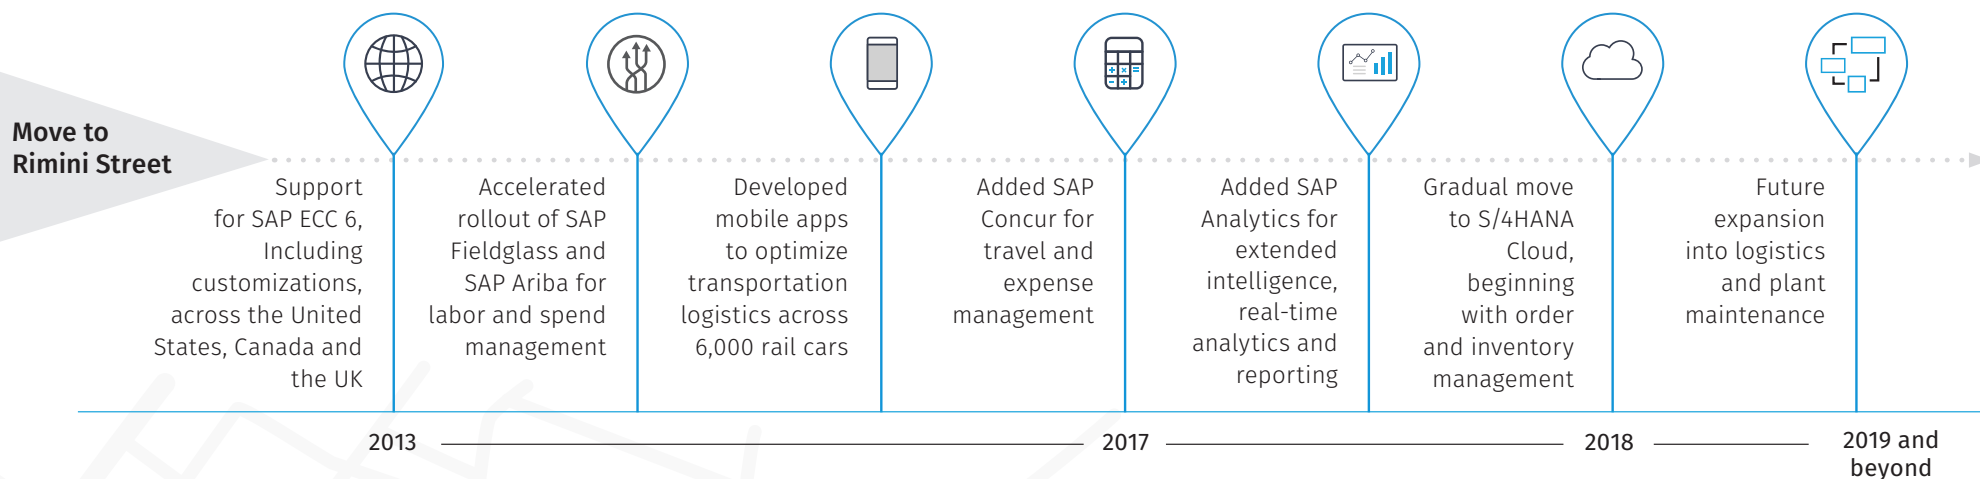 Move to
Rimini Street
Support
for SAP ECC 6,
Including
customizations,
across the United
States, Canada and
the UK
Accelerated
rollout of SAP
Fieldglass and
SAP Ariba for
labor and spend
management
Developed
mobile apps
to optimize
transportation
logistics across
6,000 rail cars
Added SAP
Concur for
travel and
expense
management
Added SAP
Analytics for
extended
intelligence,
real-time
analytics and
reporting
Gradual move
to S/4HANA
Cloud,
beginning
with order
and inventory
management
Future
expansion
into logistics
and plant
maintenance
2013
2017
2018
2019 and
beyond